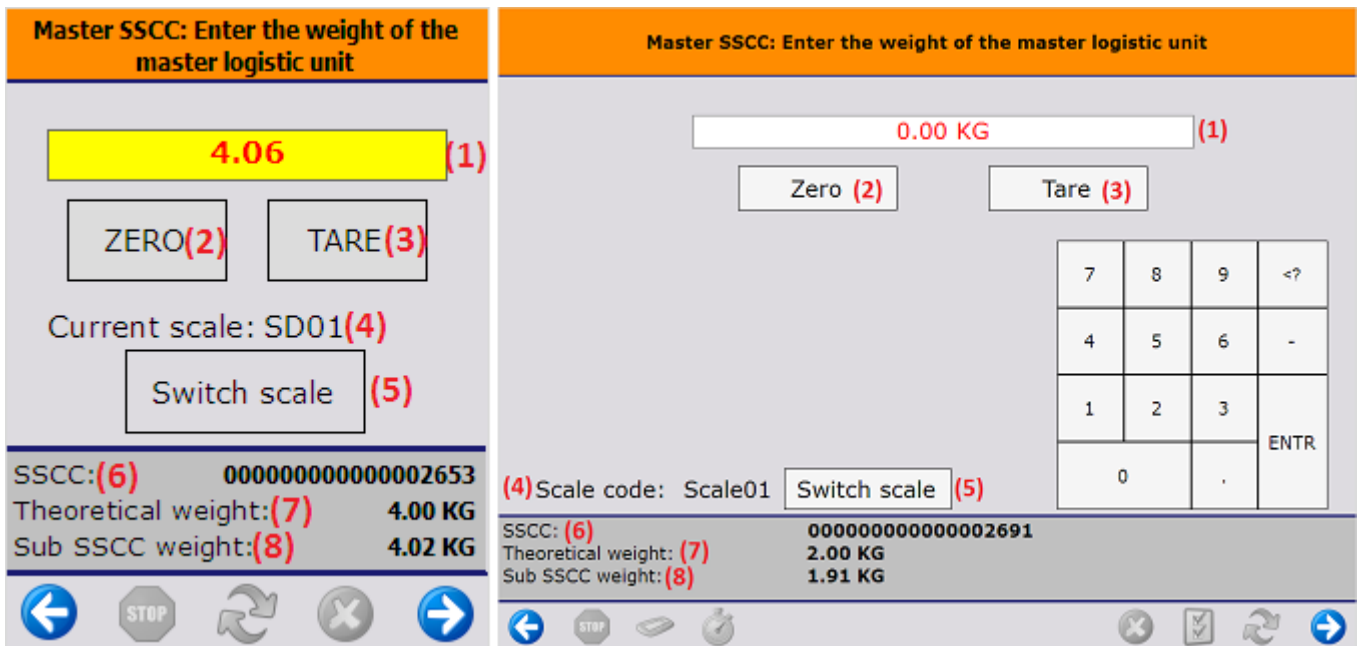 Master SSCC: Enter the weight of the
master logistic unit
4.06 (1)
ZERO(2) TARE(3)
Current scale: SD01(4)
Switch scale (5)
SSCC:(6) 000000000000002653
Theoretical weight:(7) 4.00 KG
Sub SSCC weight:(8) 4.02 KG
STOP
Master SSCC: Enter the weight of the master logistic unit
0.00 KG (1)
Zero (2) Tare (3)
7 8 9 <?
4 5 6 -
1 2 3
ENTR
0 .
(4)Scale code: Scale01 Switch scale (5)
SSCC: (6) 000000000000002691
Theoretical weight: (7) 2.00 KG
Sub SSCC weight:(8) 1.91 KG
STOP